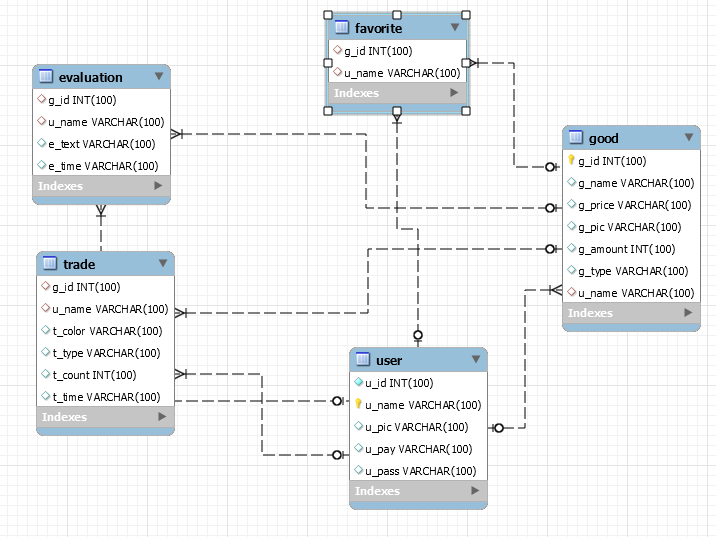 favorite
g_id INT(100)
u_name VARCHAR(100)
Indexes
evaluation
g_id INT(100)
u_name VARCHAR(100)
e_text VARCHAR(100)
e_time VARCHAR(100)
Indexes
good
g_id INT(100)
g_name VARCHAR(100)
g_price VARCHAR(100)
g_pic VARCHAR(100)
g_amount INT(100)
g_type VARCHAR(100)
u_name VARCHAR(100)
Indexes
trade
g_id INT(100)
u_name VARCHAR(100)
t_color VARCHAR(100)
t_type VARCHAR(100)
t_count INT(100)
t_time VARCHAR(100)
Indexes
user
u_id INT(100)
u_name VARCHAR(100)
u_pic VARCHAR(100)
u_pay VARCHAR(100)
u_pass VARCHAR(100)
Indexes